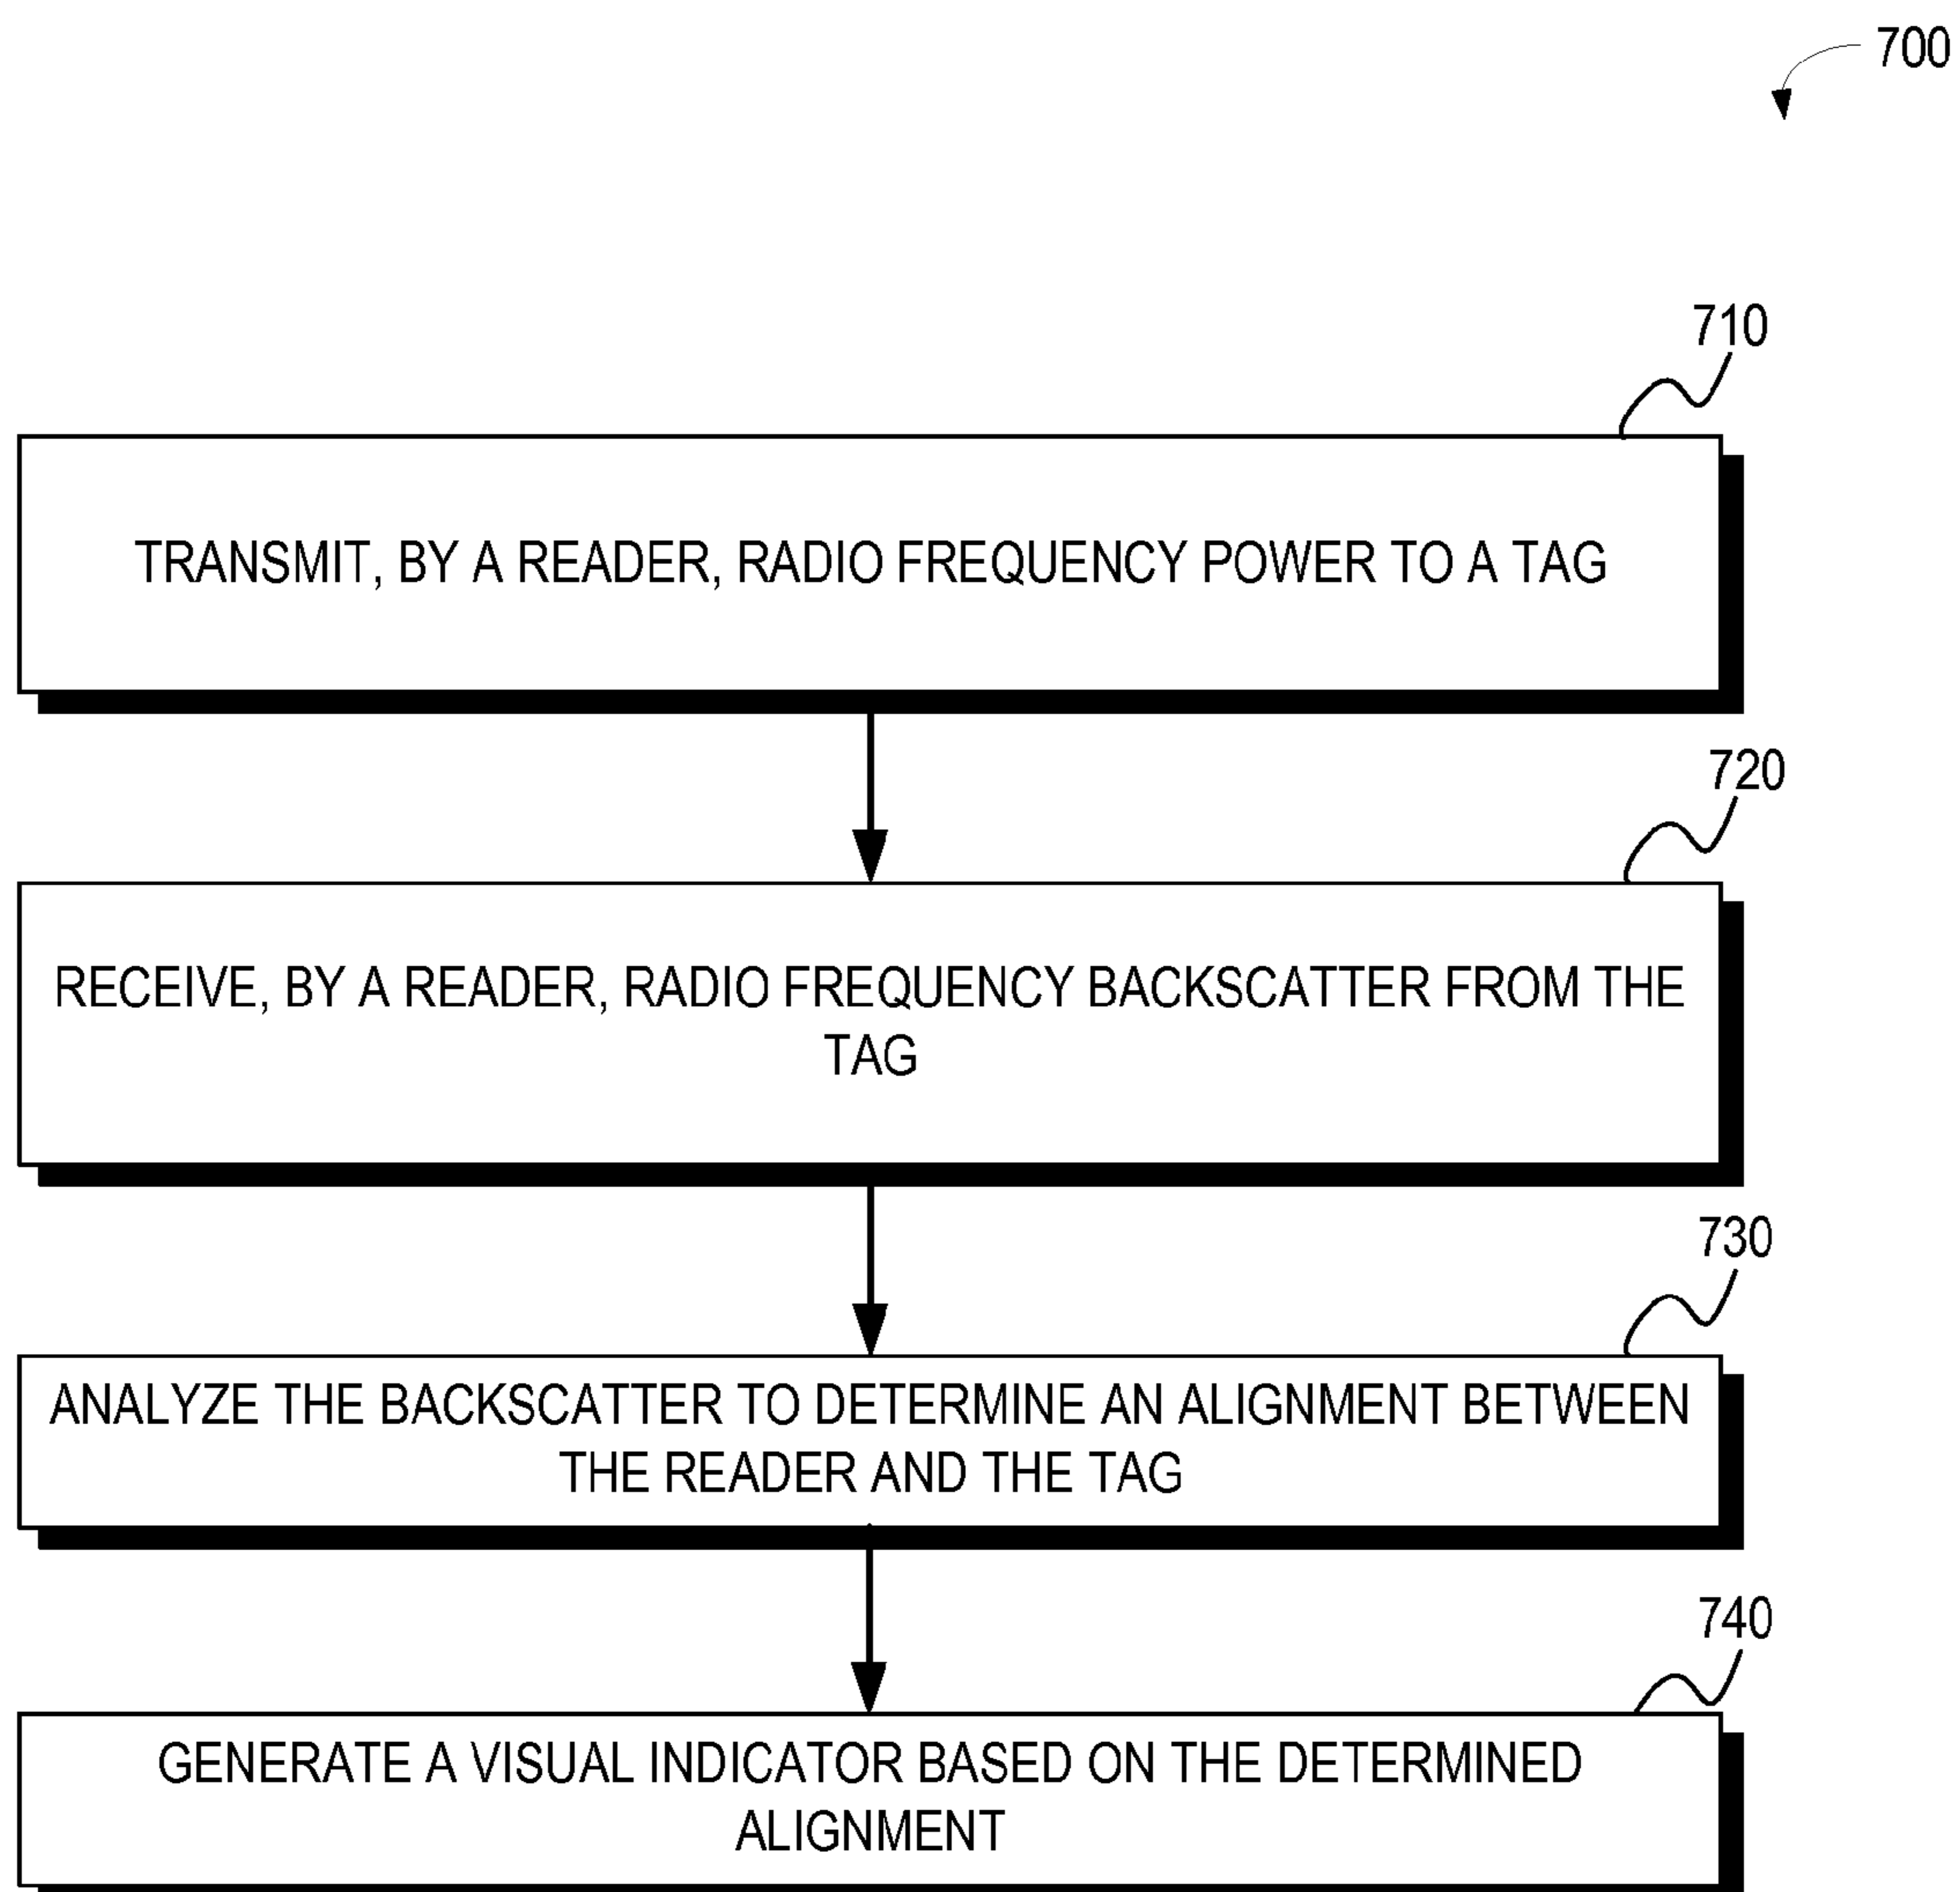 700
710
TRANSMIT, BY A READER, RADIO FREQUENCY POWER TO A TAG
720
RECEIVE, BY A READER, RADIO FREQUENCY BACKSCATTER FROM THE
TAG
730
ANALYZE THE BACKSCATTER TO DETERMINE AN ALIGNMENT BETWEEN
THE READER AND THE TAG
740
GENERATE A VISUAL INDICATOR BASED ON THE DETERMINED
ALIGNMENT